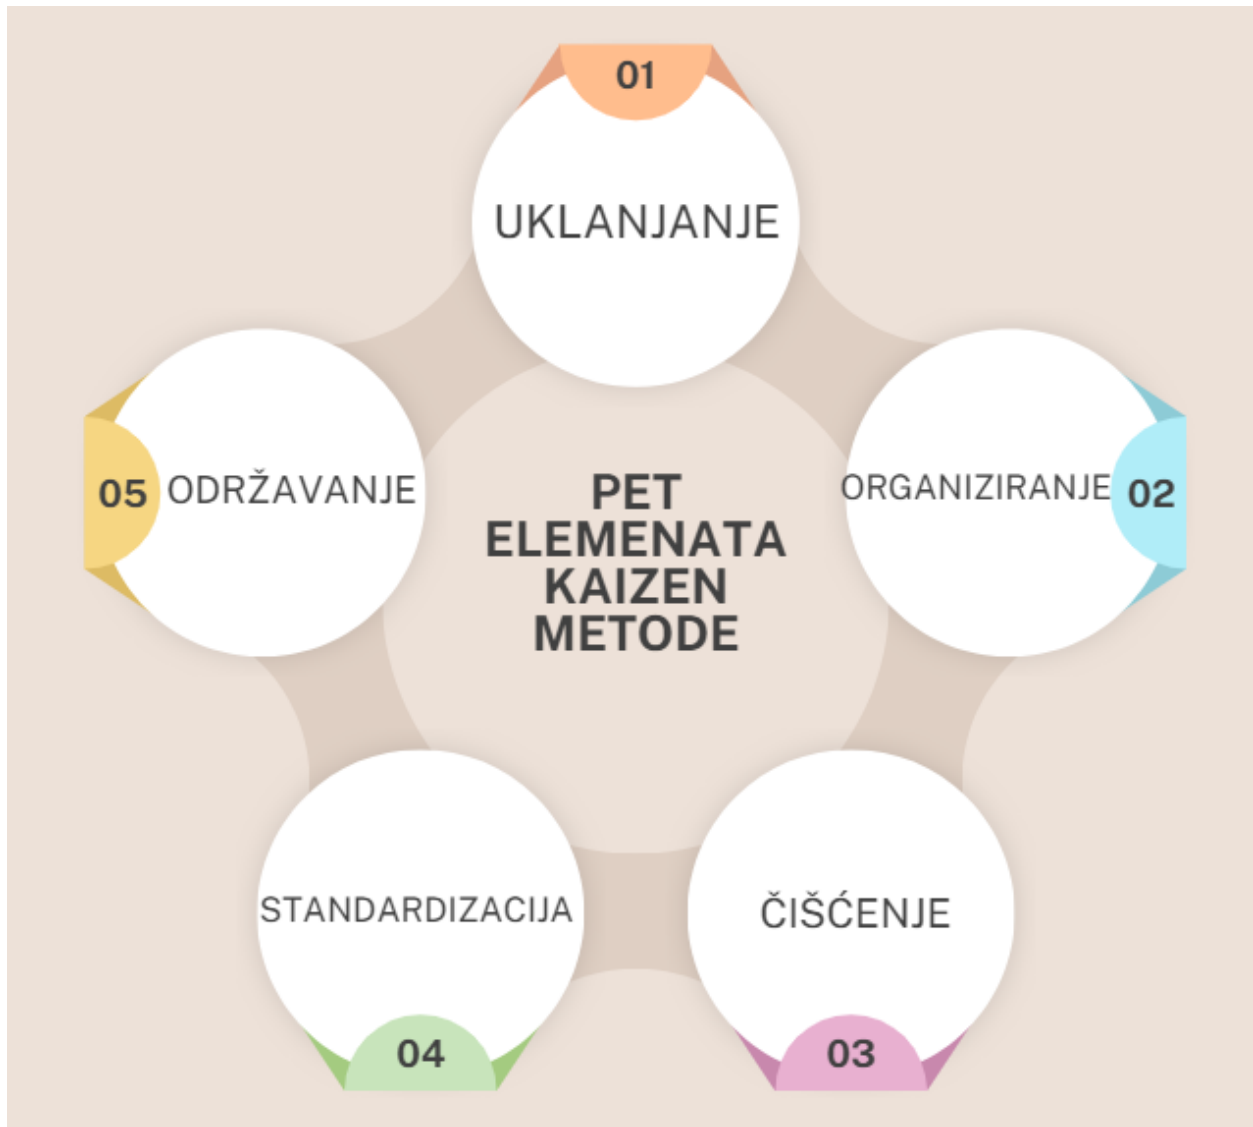 PET
ELEMENATA
KAIZEN
METODE
01
UKLANJANJE
02
ORGANIZIRANJE
03
ČIŠĆENJE
04
STANDARDIZACIJA
05
ODRŽAVANJE